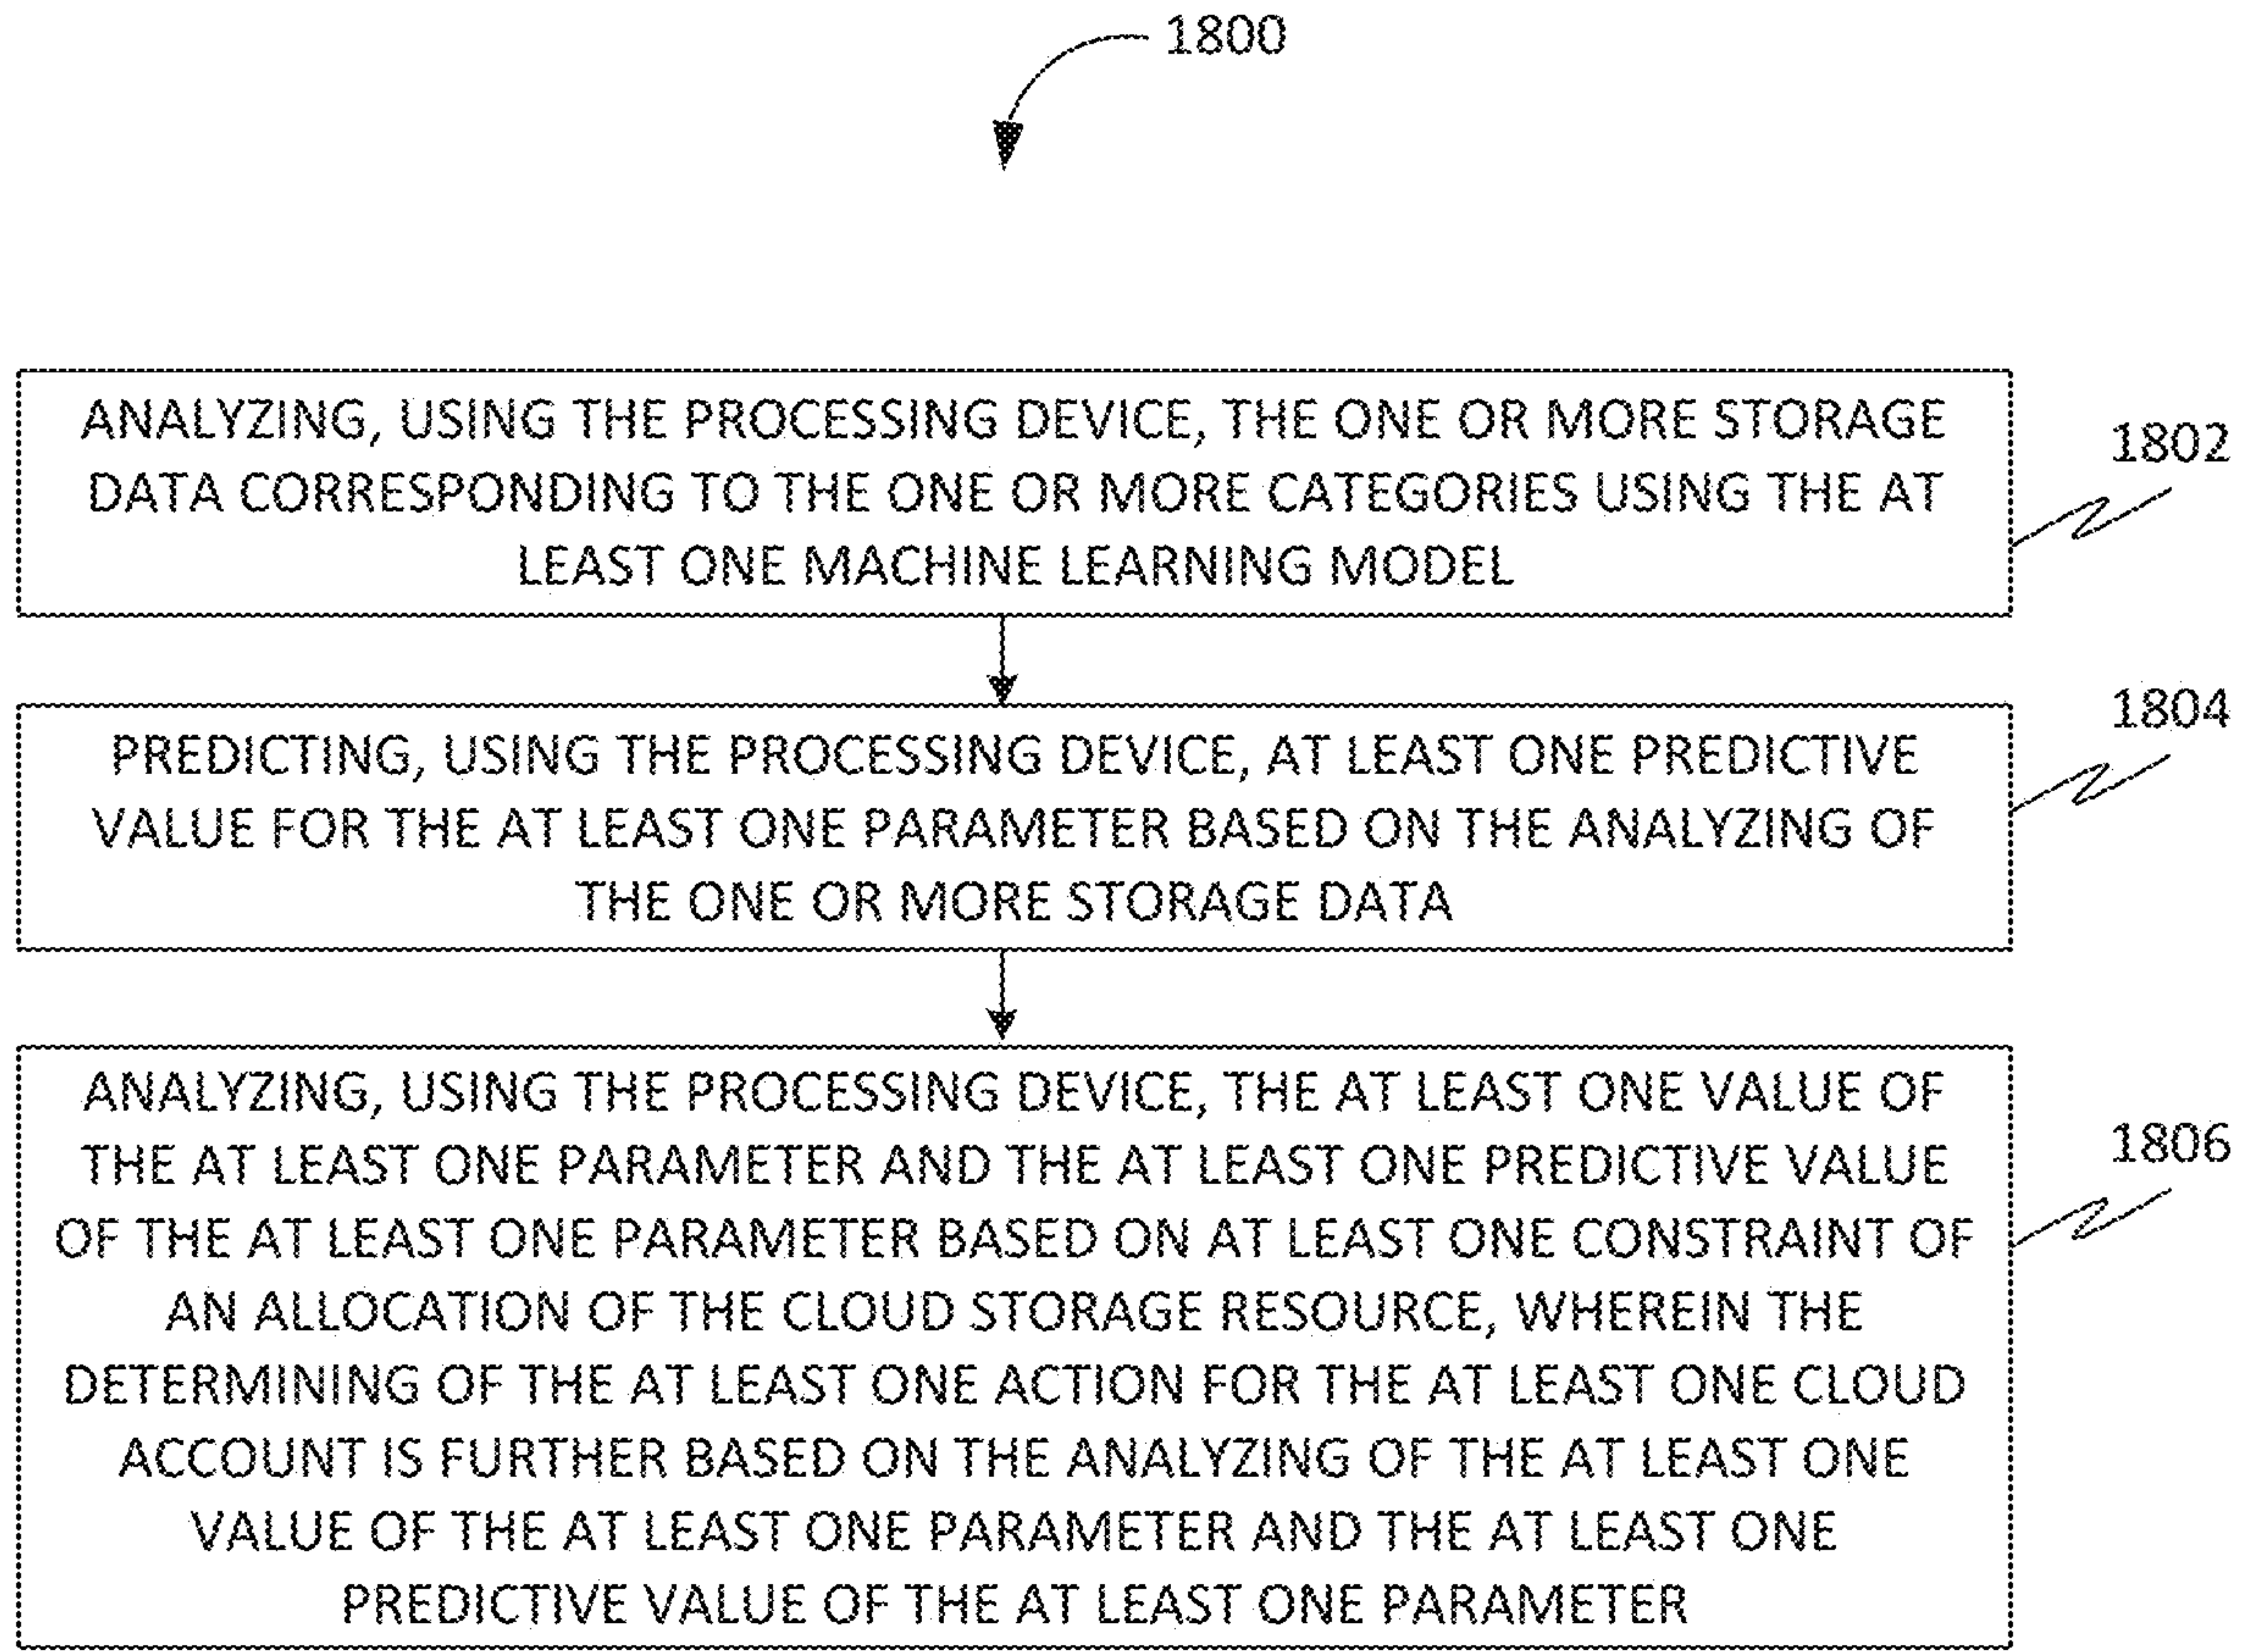 1800
ANALYZING, USING THE PROCESSING DEVICE, THE ONE OR MORE STORAGE
DATA CORRESPONDING TO THE ONE OR MORE CATEGORIES USING THE AT
LEAST ONE MACHINE LEARNING MODEL
1802
PREDICTING, USING THE PROCESSING DEVICE, AT LEAST ONE PREDICTIVE
VALUE FOR THE AT LEAST ONE PARAMETER BASED ON THE ANALYZING OF
THE ONE OR MORE STORAGE DATA
1804
ANALYZING, USING THE PROCESSING DEVICE, THE AT LEAST ONE VALUE OF
THE AT LEAST ONE PARAMETER AND THE AT LEAST ONE PREDICTIVE VALUE
OF THE AT LEAST ONE PARAMETER BASED ON AT LEAST ONE CONSTRAINT OF
AN ALLOCATION OF THE CLOUD STORAGE RESOURCE, WHEREIN THE
DETERMINING OF THE AT LEAST ONE ACTION FOR THE AT LEAST ONE CLOUD
ACCOUNT IS FURTHER BASED ON THE ANALYZING OF THE AT LEAST ONE
VALUE OF THE AT LEAST ONE PARAMETER AND THE AT LEAST ONE
PREDICTIVE VALUE OF THE AT LEAST ONE PARAMETER
1806